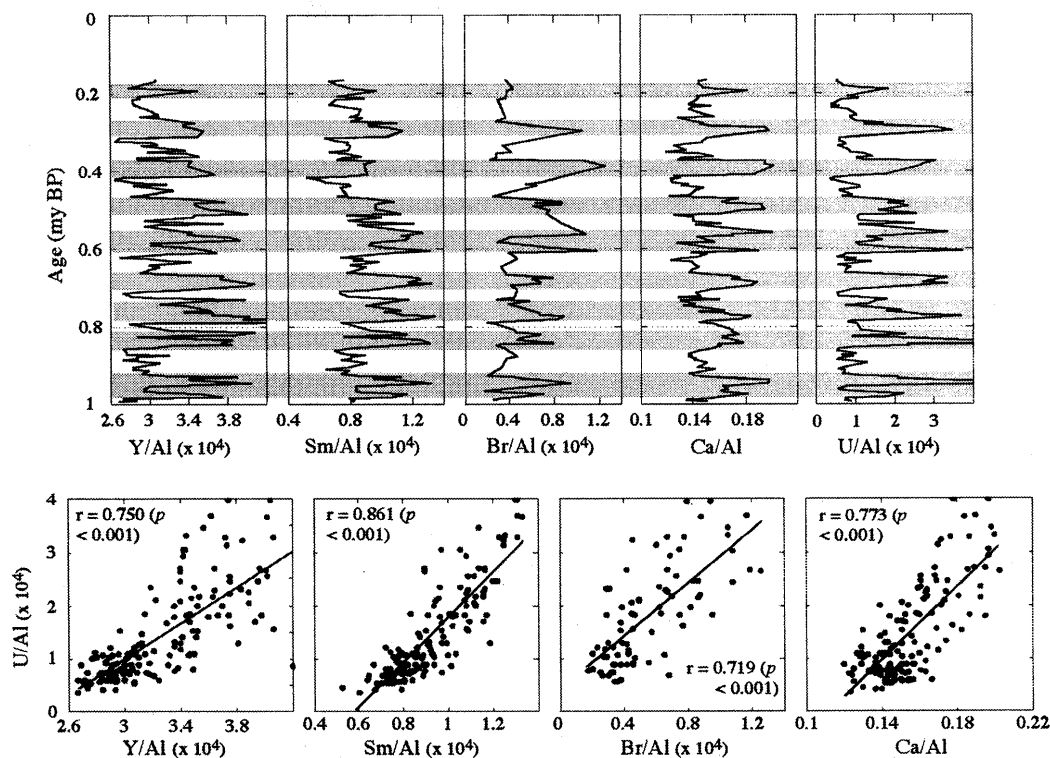 0
0.2
0.4
0.6
0.8
1
Age (my BP)
2.6 3 3.4 3.8 4.2
Y/Al (x 10⁴)
0.4 0.8 1 1.2 1.4
Sm/Al (x 10⁴)
0 0.4 0.8 1.2
Br/Al (x 10⁴)
0.1 0.14 0.18
Ca/Al
0 1 2 3
U/Al (x 10⁴)
4
3
2
1
0
U/Al (x 10⁴)
r = 0.750 (p
< 0.001)
2.6 3 3.4 3.8
Y/Al (x 10⁴)
r = 0.861 (p
< 0.001)
0.4 0.6 0.8 1 1.2
Sm/Al (x 10⁴)
r = 0.719 (p
< 0.001)
0 0.4 0.8 1.2
Br/Al (x 10⁴)
r = 0.773 (p
< 0.001)
0.1 0.14 0.18 0.22
Ca/Al